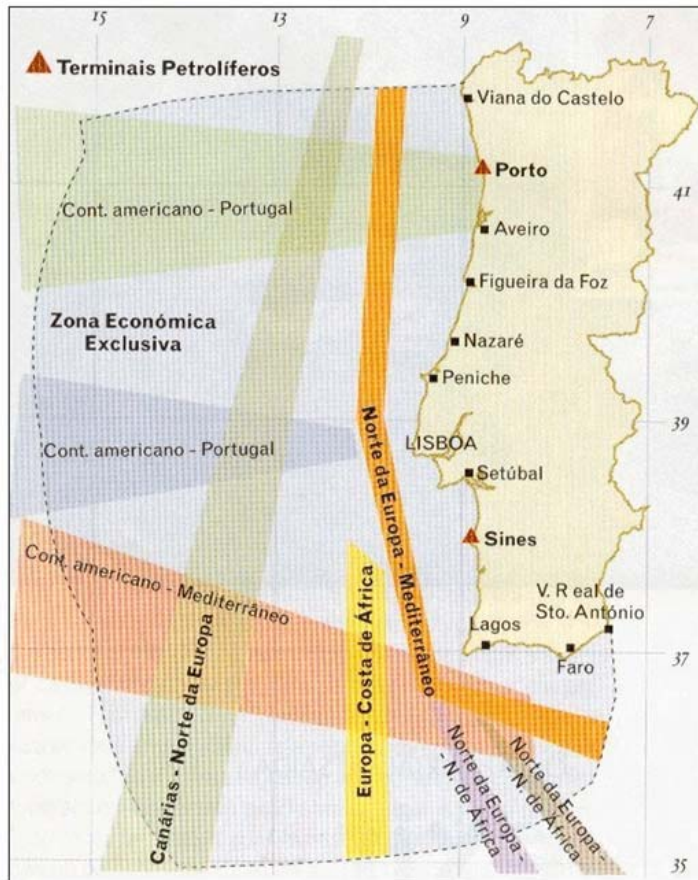 15
13
9
7
Terminais Petrolíferos
Viana do Castelo
Porto
41
Cont. americano - Portugal
Aveiro
Figueira da Foz
Zona Económica
Exclusiva
Nazaré
Peniche
39
Norte da Europa - Mediterrâneo
LISBOA
Cont. americano - Portugal
Setúbal
Sines
Cont. americano - Mediterrâneo
V. R eal de
Sto. António
Lagos
Faro
37
Canárias - Norte da Europa
Europa - Costa de África
Norte da Europa -
- N. de África
Norte da Europa -
- N. de África
35